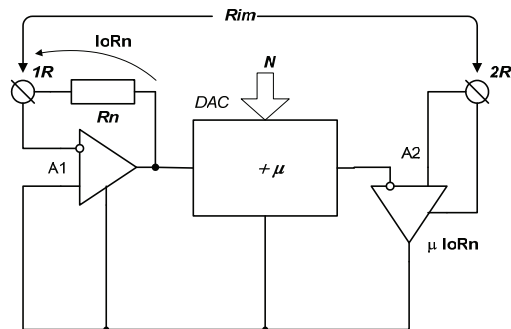 Rim
IoRn
1R
Rn
N
DAC
2R
A1
+ μ
A2
μ IoRn